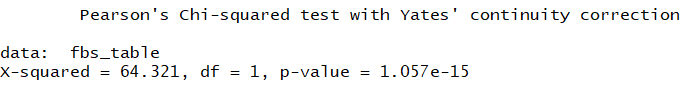 Pearson's Chi-squared test with Yates' continuity correction
data:  fbs_table
X-squared = 64.321, df = 1, p-value = 1.057e-15